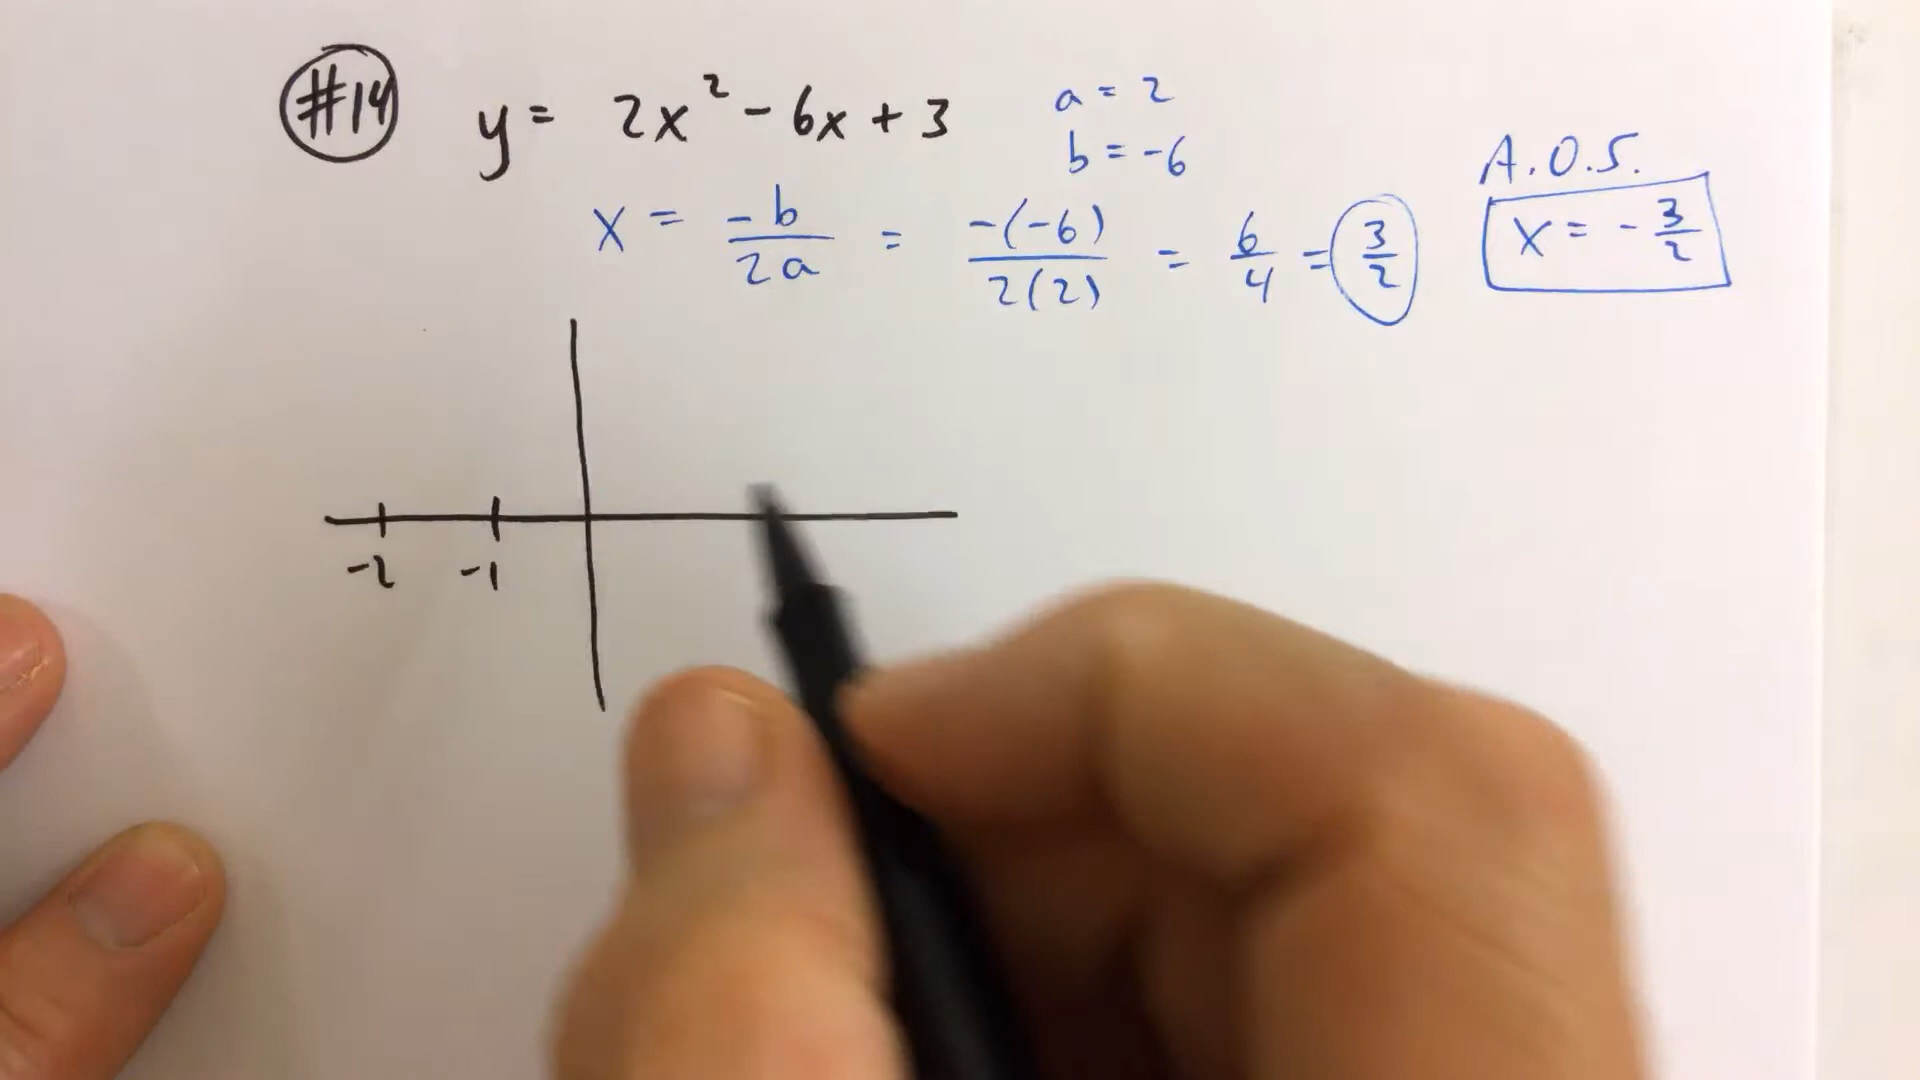 #14 y = 2x² - 6x + 3
a = 2
b = -6
x = -b/2a = -(-6)/2(2) = 6/4 = 3/2
A.O.S.
x = -3/2
-2 -1